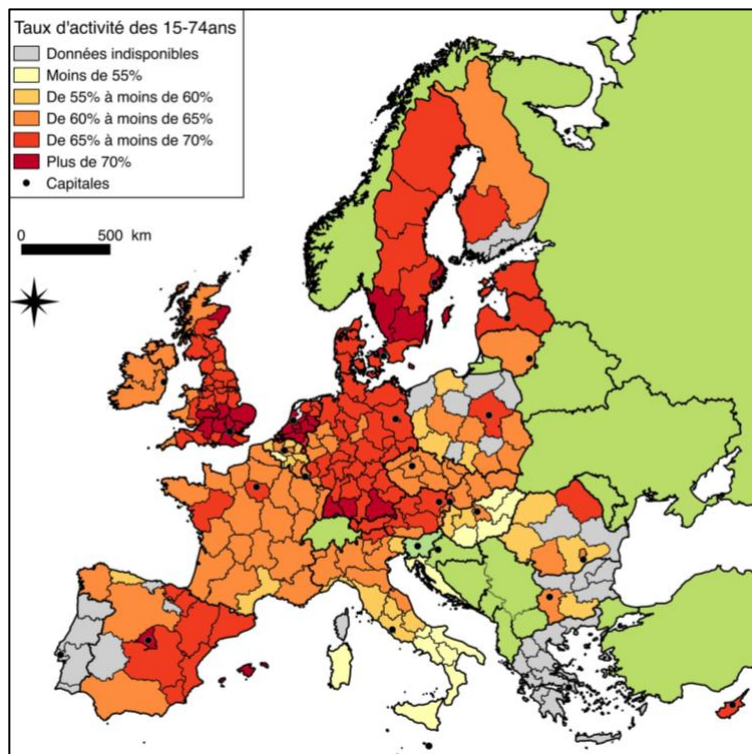 Taux d'activité des 15-74ans
Données indisponibles
Moins de 55%
De 55% à moins de 60%
De 60% à moins de 65%
De 65% à moins de 70%
Plus de 70%
Capitales
0 500 km